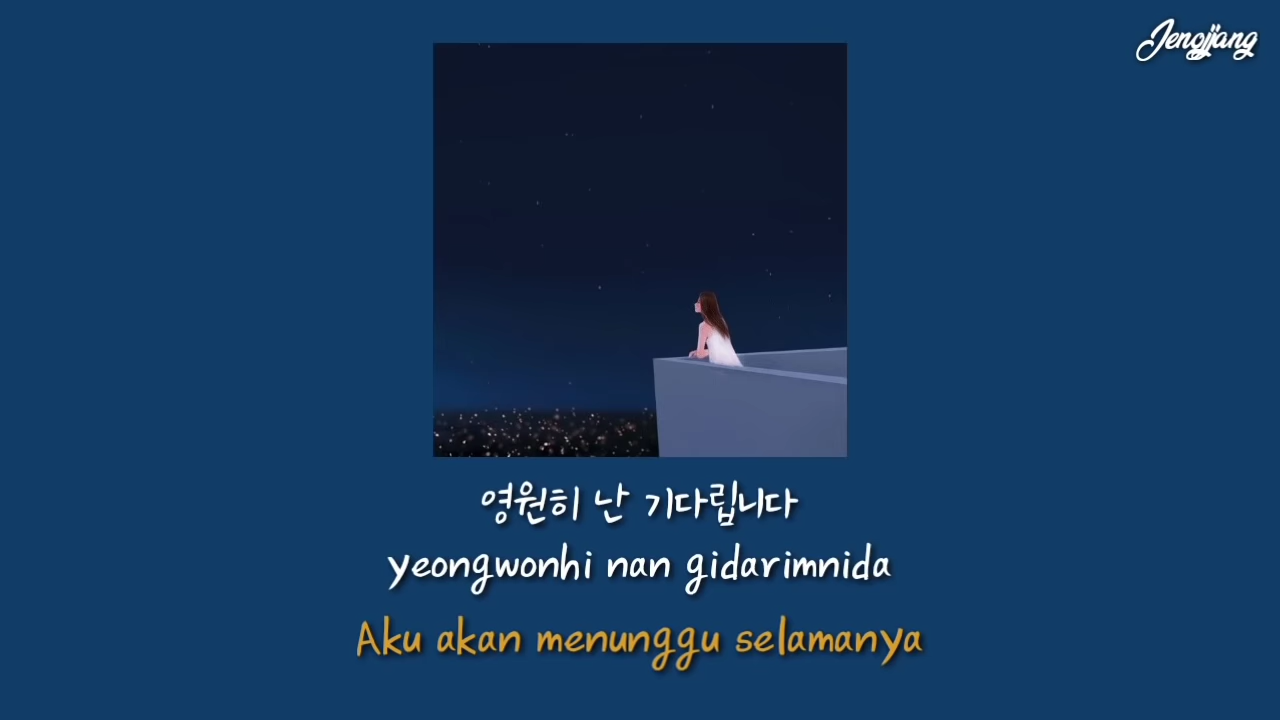 Jengjjang
영원히 난 기다립니다
yeongwonhi nan gidarimnida
Aku akan menunggu selamanya